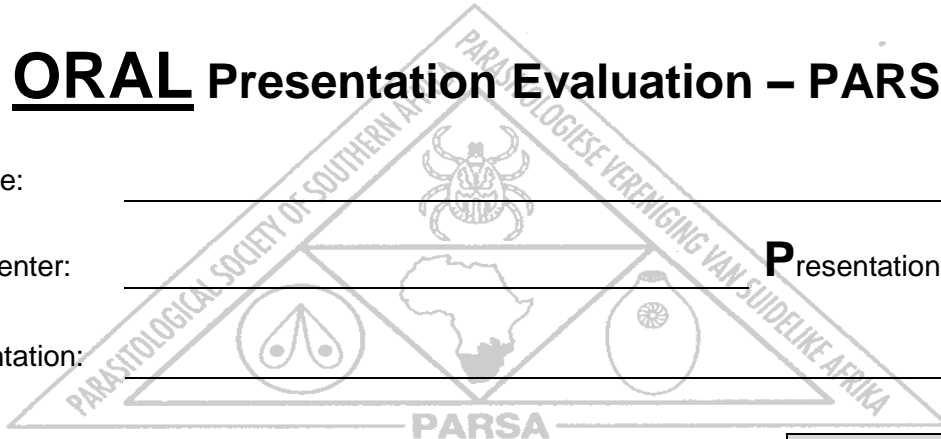 ORAL Presentation Evaluation – PARS
e:
enter:
Presentation
ntation:
PARASITOLOGICAL SOCIETY OF SOUTHERN AFRICA
PARASITOLOGIESE VERENIGING VAN SUIDELIKE AFRIKA
PARSA